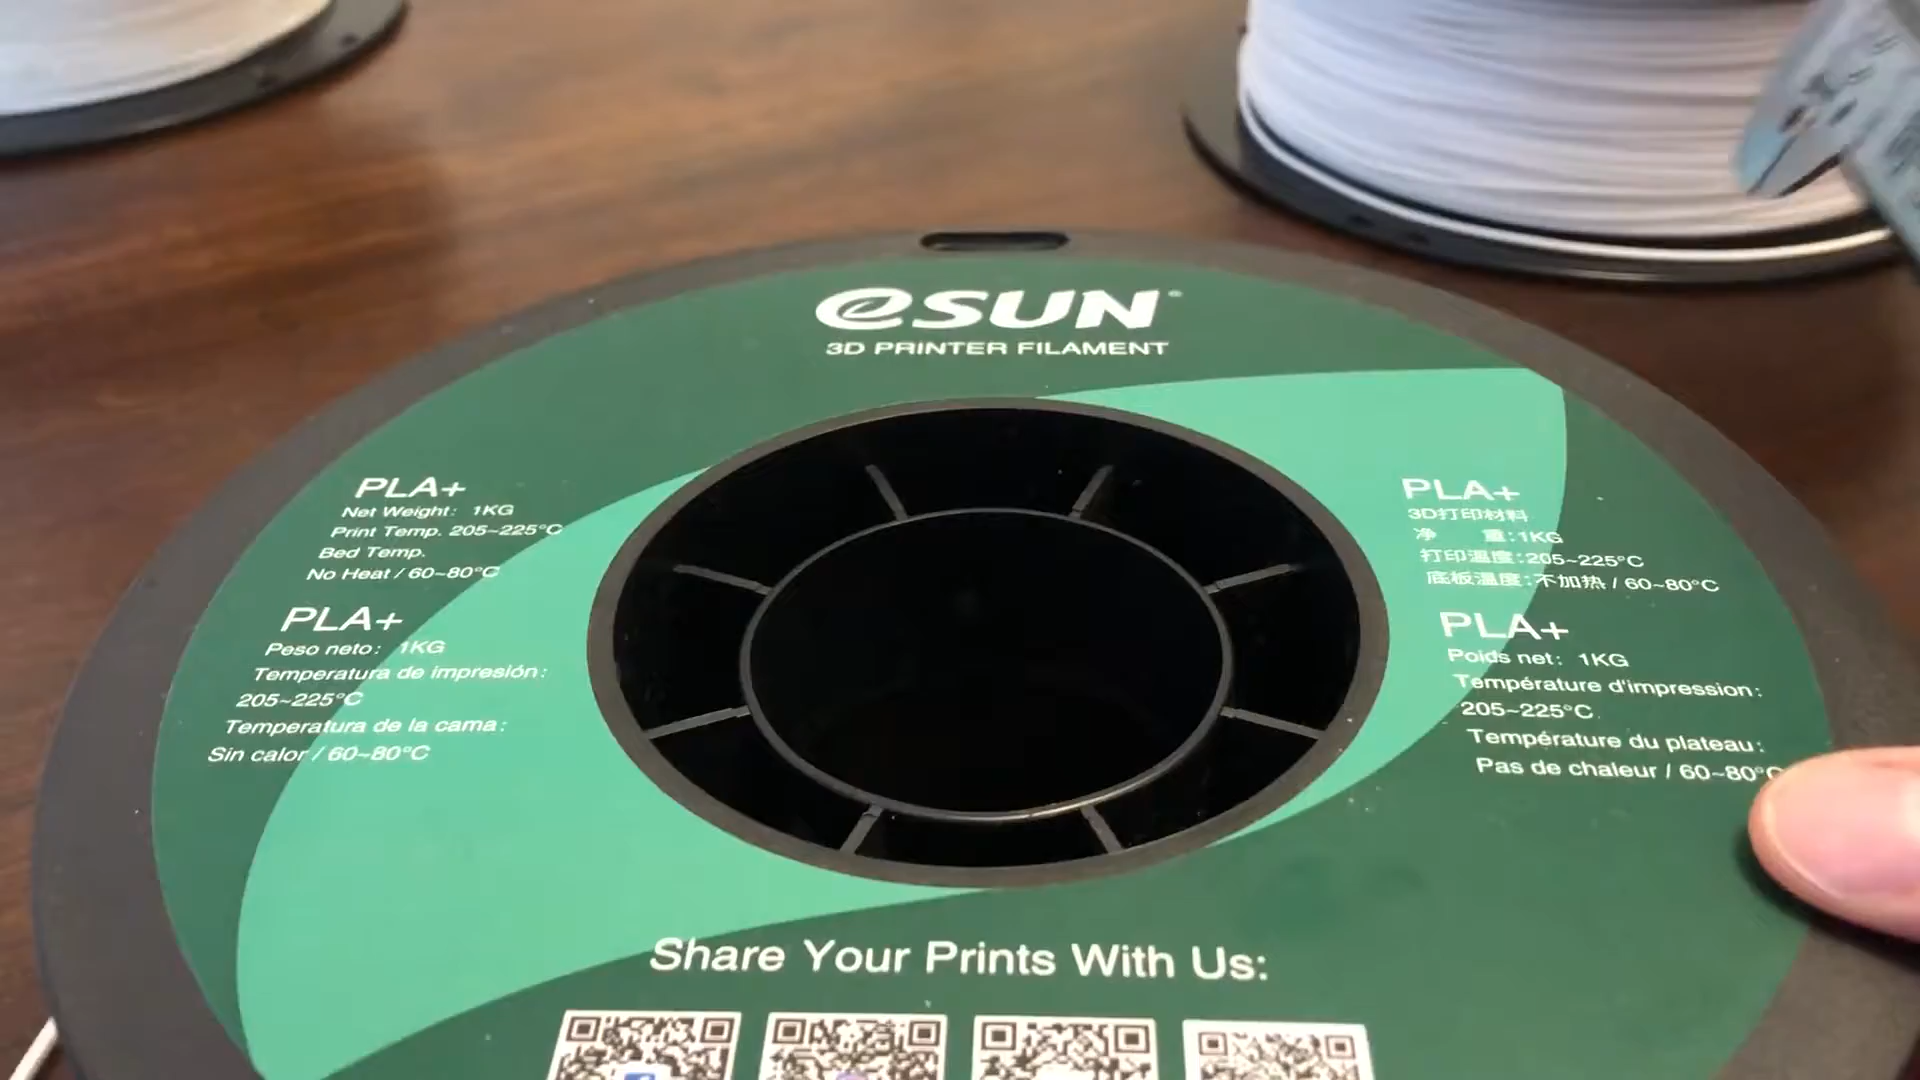 eSUN
3D PRINTER FILAMENT
PLA+
Net Weight: 1KG
Print Temp. 205~225°C
Bed Temp.
No Heat / 60~80°C
PLA+
Peso neto: 1KG
Temperatura de impresión:
205~225°C
Temperatura de la cama:
Sin calor / 60~80°C
PLA+
3D打印材料
净 重:1KG
打印温度:205~225°C
底板温度:不加热 / 60~80°C
PLA+
Poids net: 1KG
Température d'impression:
205~225°C
Température du plateau:
Pas de chaleur / 60~80°C
Share Your Prints With Us: